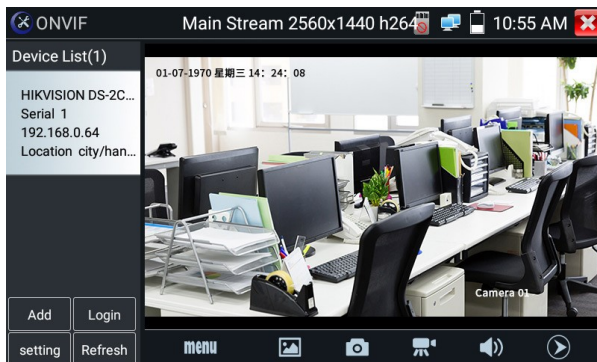 ONVIF
Main Stream 2560x1440 h264
10:55 AM
Device List(1)
HIKVISION DS-2C...
Serial 1
192.168.0.64
Location city/han...
01-07-1970 星期三 14: 24: 08
Camera 01
Add
Login
setting
Refresh
menu